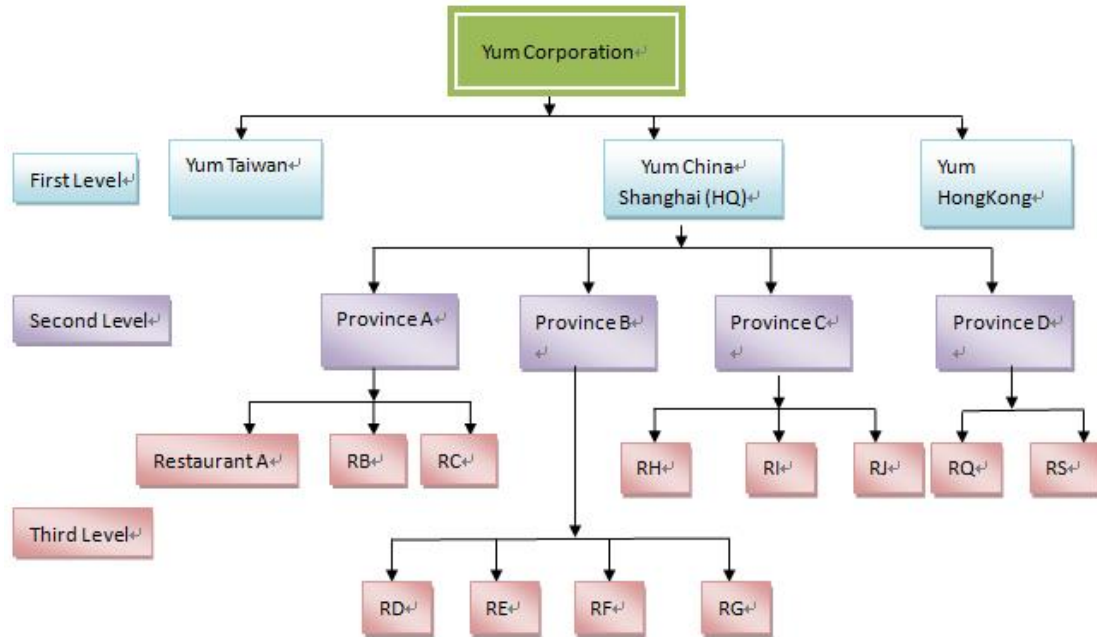 Yum Corporation↵
First Level↵
Yum Taiwan↵
Yum China↵
Shanghai (HQ)↵
Yum
HongKong↵
Second Level↵
Province A↵
Province B↵
↵
Province C↵
↵
Province D↵
↵
Restaurant A↵
RB↵
RC↵
RH↵
RI↵
RJ↵
RQ↵
RS↵
Third Level↵
RD↵
RE↵
RF↵
RG↵